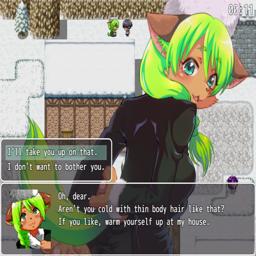 00:11
I'll take you up on that.
I don't want to bother you.
Oh, dear.
Aren't you cold with thin body hair like that?
If you like, warm yourself up at my house.